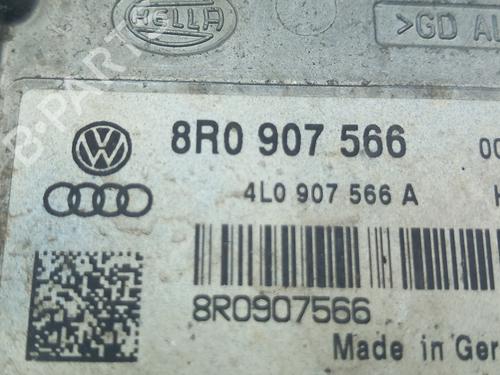 HELLA
>GD AL
8R0 907 566
4L0 907 566 A
8R0907566
Made in Ger
B-PARTS